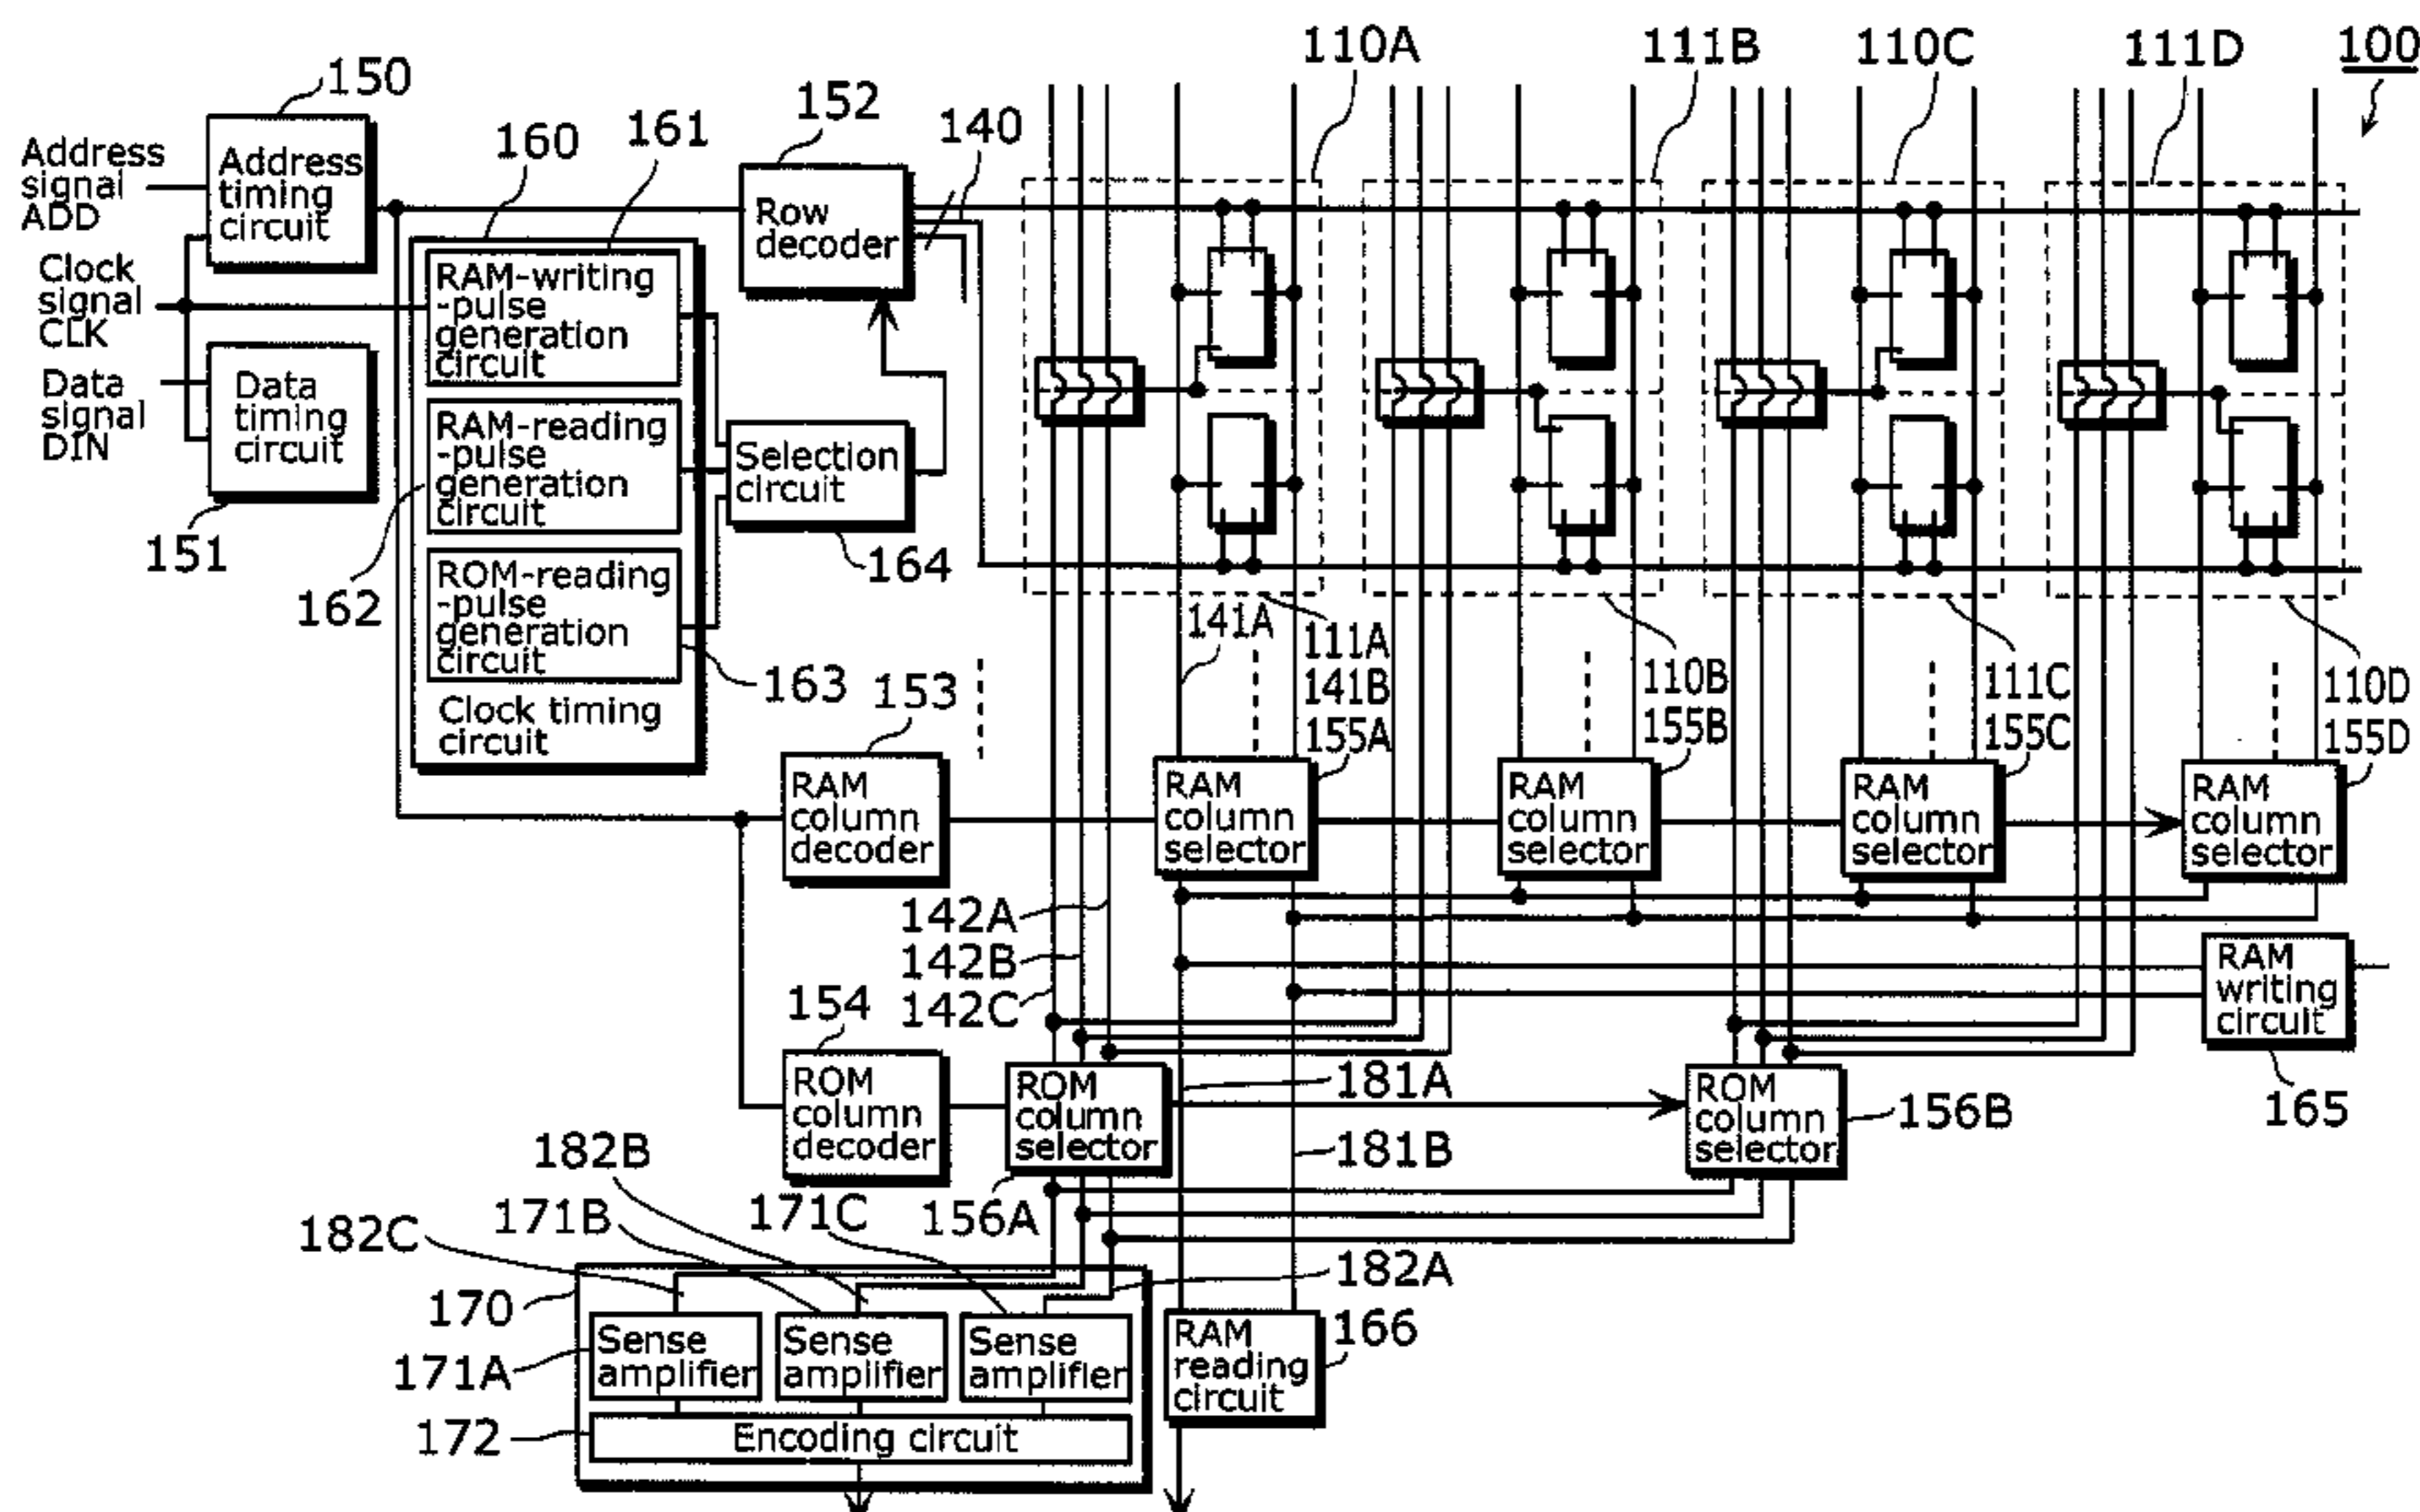 110A
111B
110C
111D
100
150
152
140
160
161
Address
signal
ADD
Address
timing
circuit
Row
decoder
Clock
signal
CLK
RAM-writing
-pulse
generation
circuit
Data
signal
DIN
Data
timing
circuit
151
RAM-reading
-pulse
generation
circuit
162
Selection
circuit
164
ROM-reading
-pulse
generation
circuit
163
Clock timing
circuit
141A
111A
141B
155A
110B
155B
111C
155C
110D
155D
153
RAM
column
decoder
RAM
column
selector
RAM
column
selector
RAM
column
selector
RAM
column
selector
142A
142B
142C
RAM
writing
circuit
165
154
ROM
column
decoder
ROM
column
selector
156A
181A
181B
ROM
column
selector
156B
182B
171B
171C
182C
182A
170
171A
Sense
amplifier
Sense
amplifier
Sense
amplifier
RAM
reading
circuit
166
172
Encoding circuit